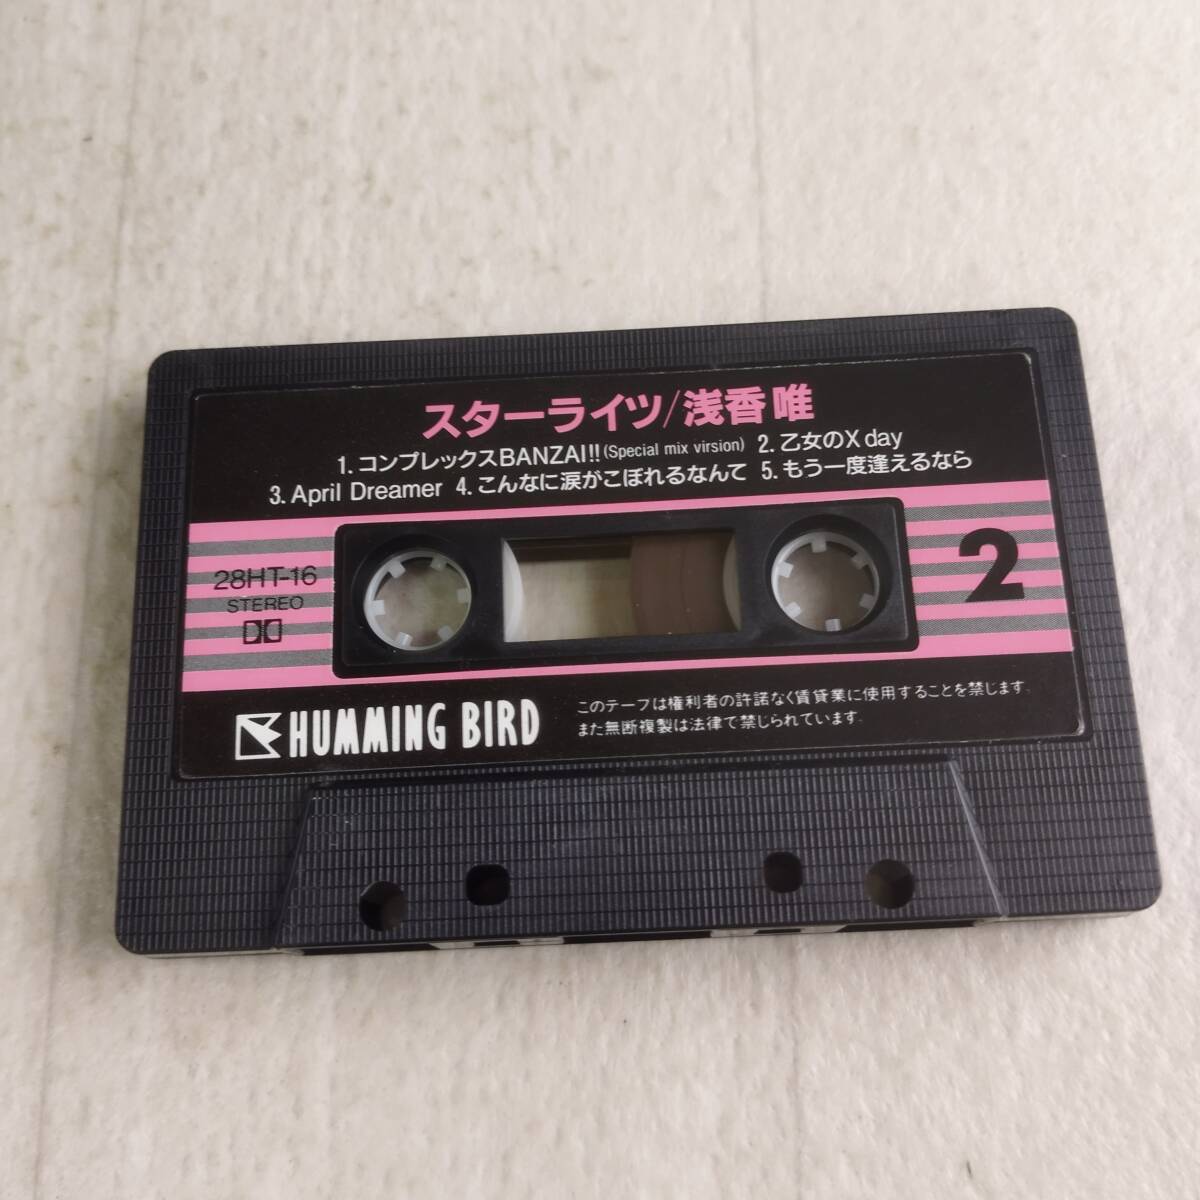 スターライツ/浅香唯
1. コンプレックスBANZAI!! (Special mix virsion) 2. 乙女のX day
3. April Dreamer 4. こんなに涙がこぼれるなんて 5. もう一度逢えるなら
28HT-16
STEREO
2
HUMMING BIRD
このテープは権利者の許諾なく賃貸業に使用することを禁じます。
また無断複製は法律で禁じられています。